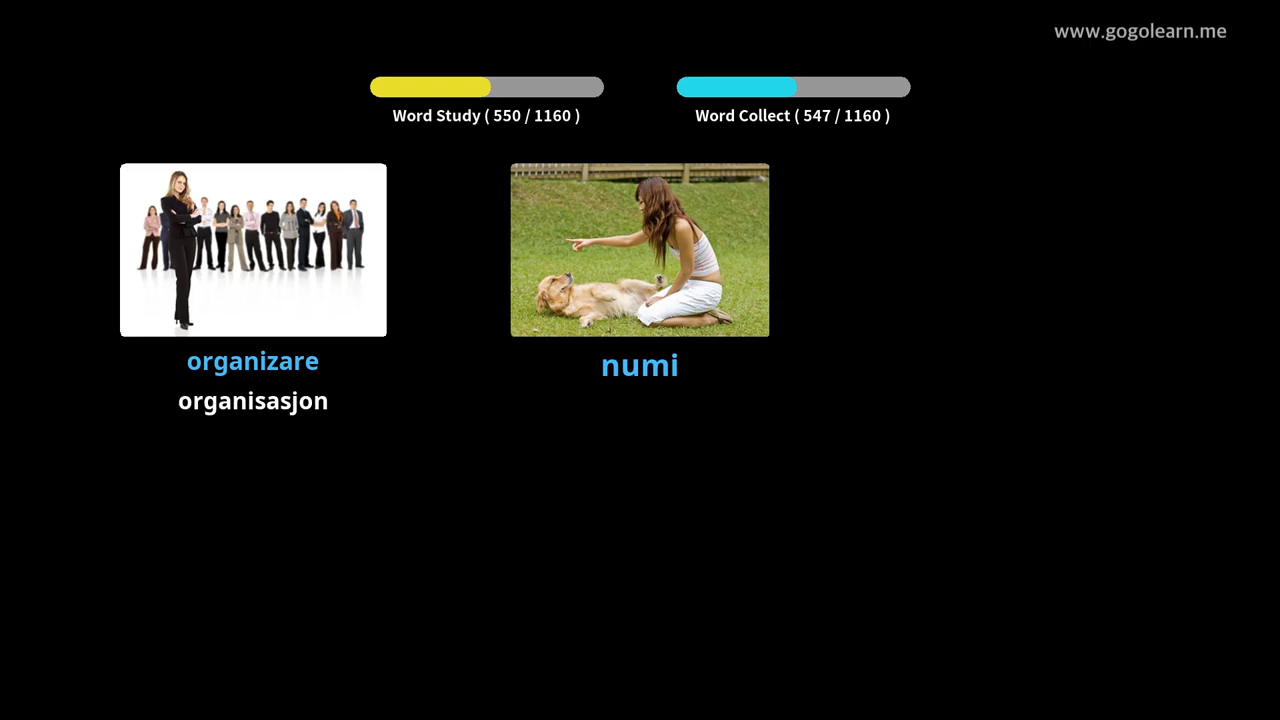 www.gogolearn.me
Word Study ( 550 / 1160 )
Word Collect ( 547 / 1160 )
organizare
organisasjon
numi